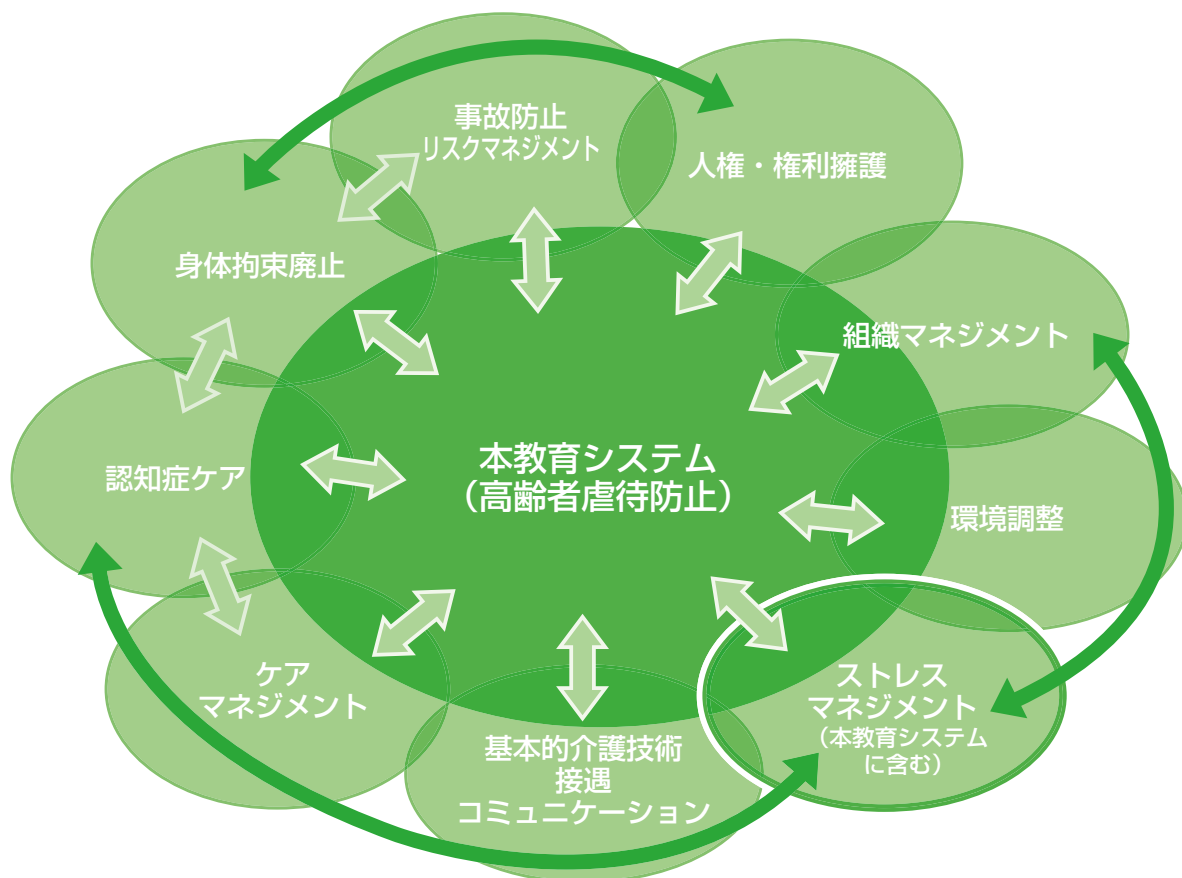 事故防止
リスクマネジメント
人権・権利擁護
身体拘束廃止
組織マネジメント
本教育システム
（高齢者虐待防止）
認知症ケア
環境調整
ケア
マネジメント
ストレス
マネジメント
（本教育システム
に含む）
基本的介護技術
接遇
コミュニケーション